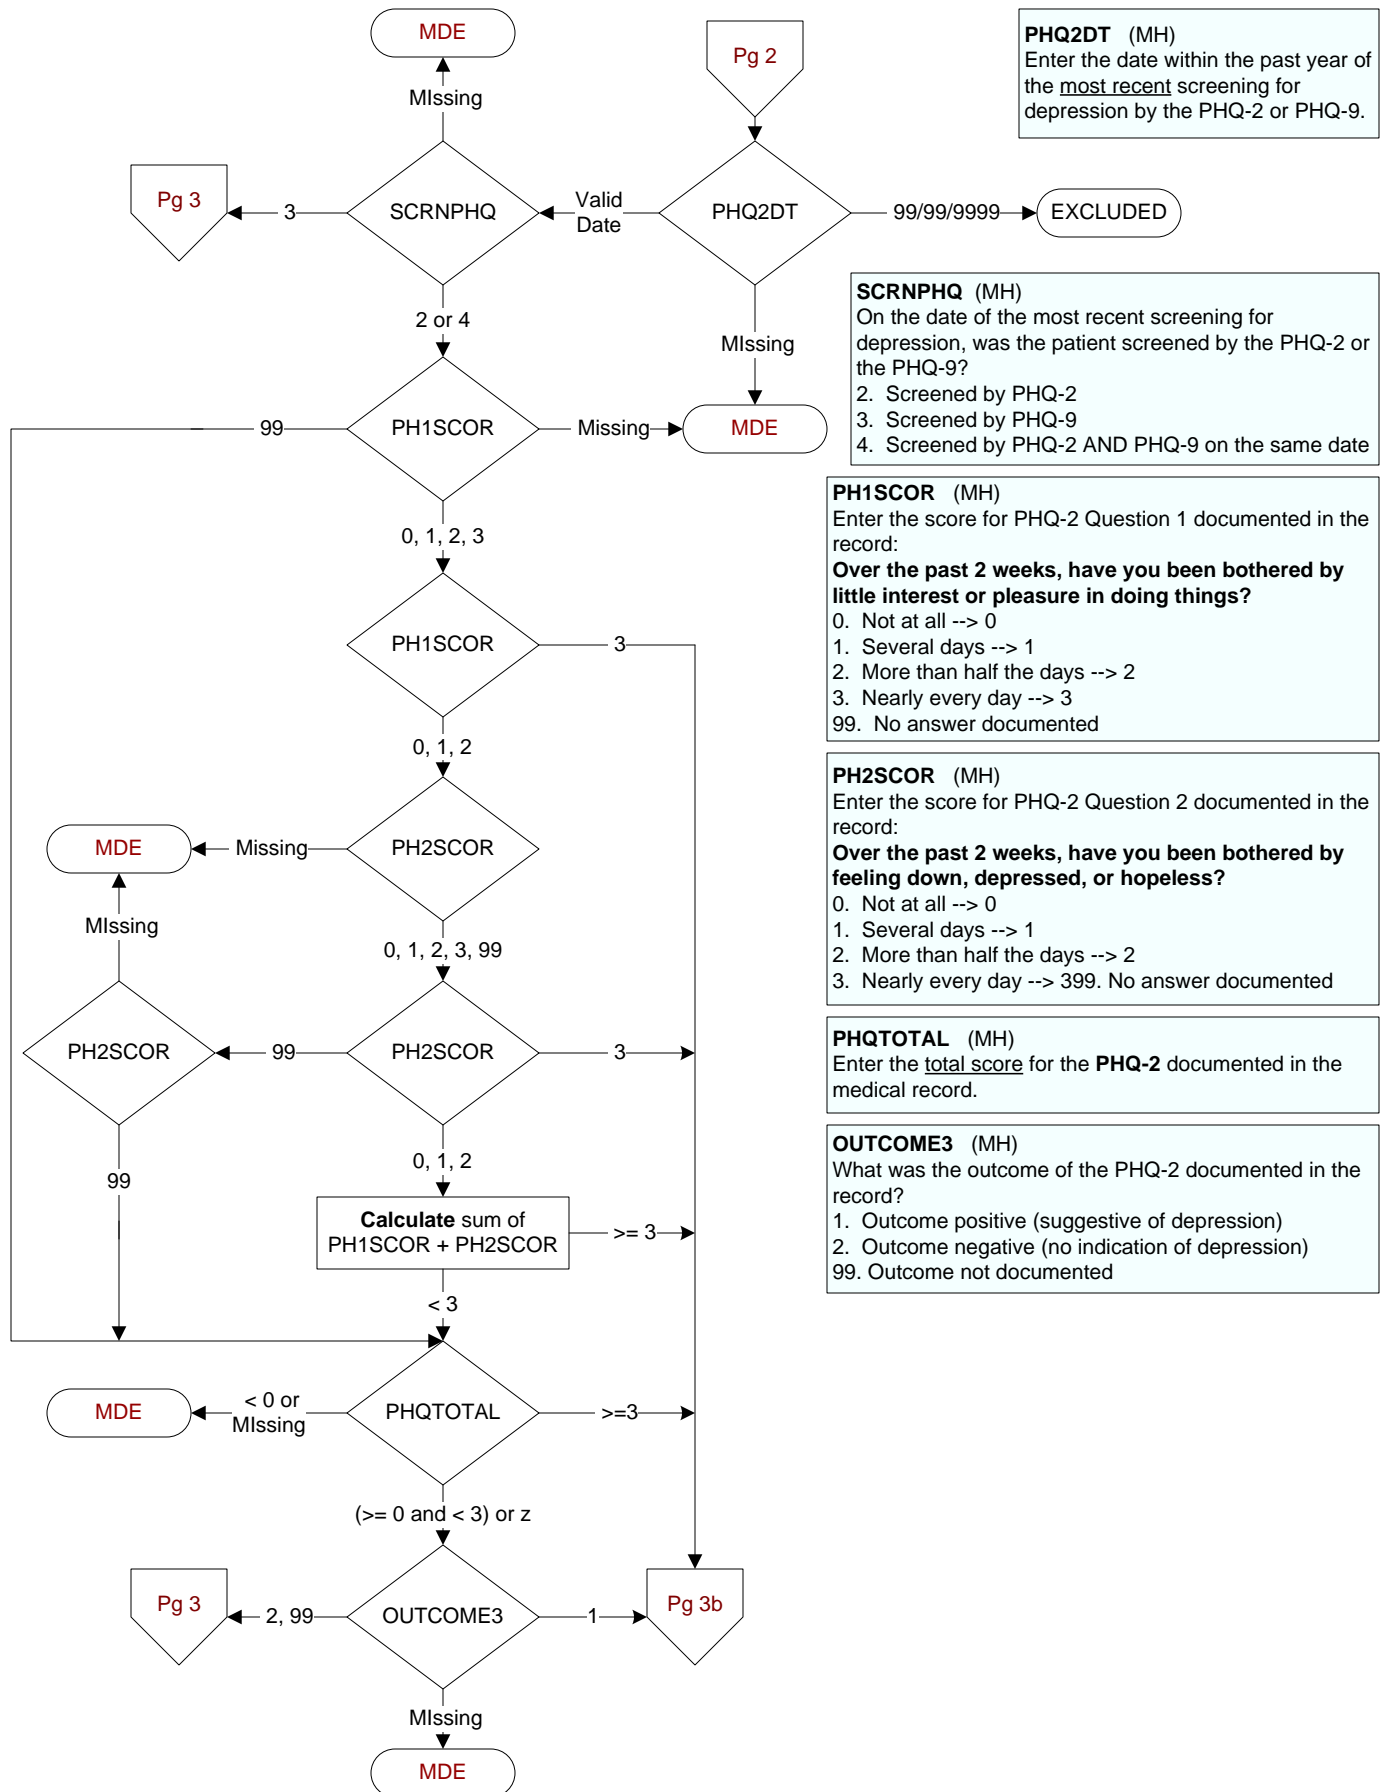 MDE
Pg 2
PHQ2DT (MH)
Enter the date within the past year of
the most recent screening for
depression by the PHQ-2 or PHQ-9.
MIssing
Pg 3
3
SCRNPHQ
Valid
Date
PHQ2DT
99/99/9999
EXCLUDED
2 or 4
MIssing
SCRNPHQ (MH)
On the date of the most recent screening for
depression, was the patient screened by the PHQ-2 or
the PHQ-9?
2. Screened by PHQ-2
3. Screened by PHQ-9
4. Screened by PHQ-2 AND PHQ-9 on the same date
99
PH1SCOR
Missing
MDE
0, 1, 2, 3
PH1SCOR (MH)
Enter the score for PHQ-2 Question 1 documented in the
record:
Over the past 2 weeks, have you been bothered by
little interest or pleasure in doing things?
0. Not at all --> 0
1. Several days --> 1
2. More than half the days --> 2
3. Nearly every day --> 3
99. No answer documented
PH1SCOR
3
0, 1, 2
PH2SCOR (MH)
Enter the score for PHQ-2 Question 2 documented in the
record:
Over the past 2 weeks, have you been bothered by
feeling down, depressed, or hopeless?
0. Not at all --> 0
1. Several days --> 1
2. More than half the days --> 2
3. Nearly every day --> 399. No answer documented
MDE
Missing
PH2SCOR
MIssing
0, 1, 2, 3, 99
PH2SCOR
99
PH2SCOR
3
PHQTOTAL (MH)
Enter the total score for the PHQ-2 documented in the
medical record.
99
0, 1, 2
OUTCOME3 (MH)
What was the outcome of the PHQ-2 documented in the
record?
1. Outcome positive (suggestive of depression)
2. Outcome negative (no indication of depression)
99. Outcome not documented
Calculate sum of
PH1SCOR + PH2SCOR
>= 3
< 3
MDE
< 0 or
MIssing
PHQTOTAL
>=3
(>= 0 and < 3) or z
Pg 3
2, 99
OUTCOME3
1
Pg 3b
MIssing
MDE